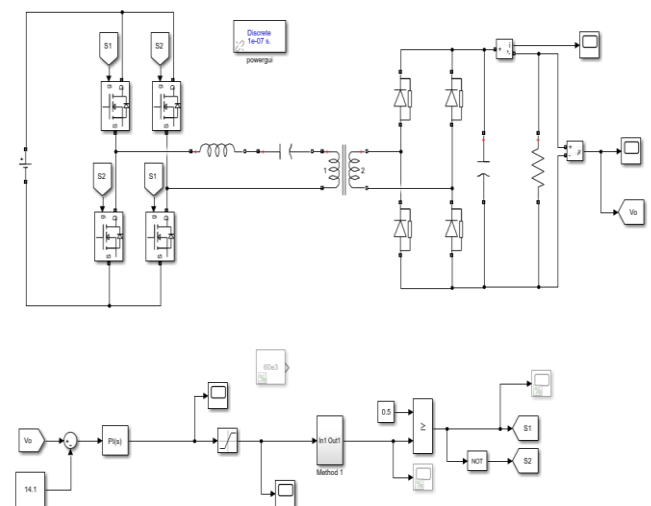 S1
S2
Discrete
1e-07 s.
powergui
g
D
S
g
D
S
+
i
+
-
1
2
+
+
-
v
S2
S1
Vo
g
D
S
g
D
S
60e3
Vo
+
-
PI(s)
In1 Out1
Method 1
0.5
≥
S1
NOT
S2
14.1